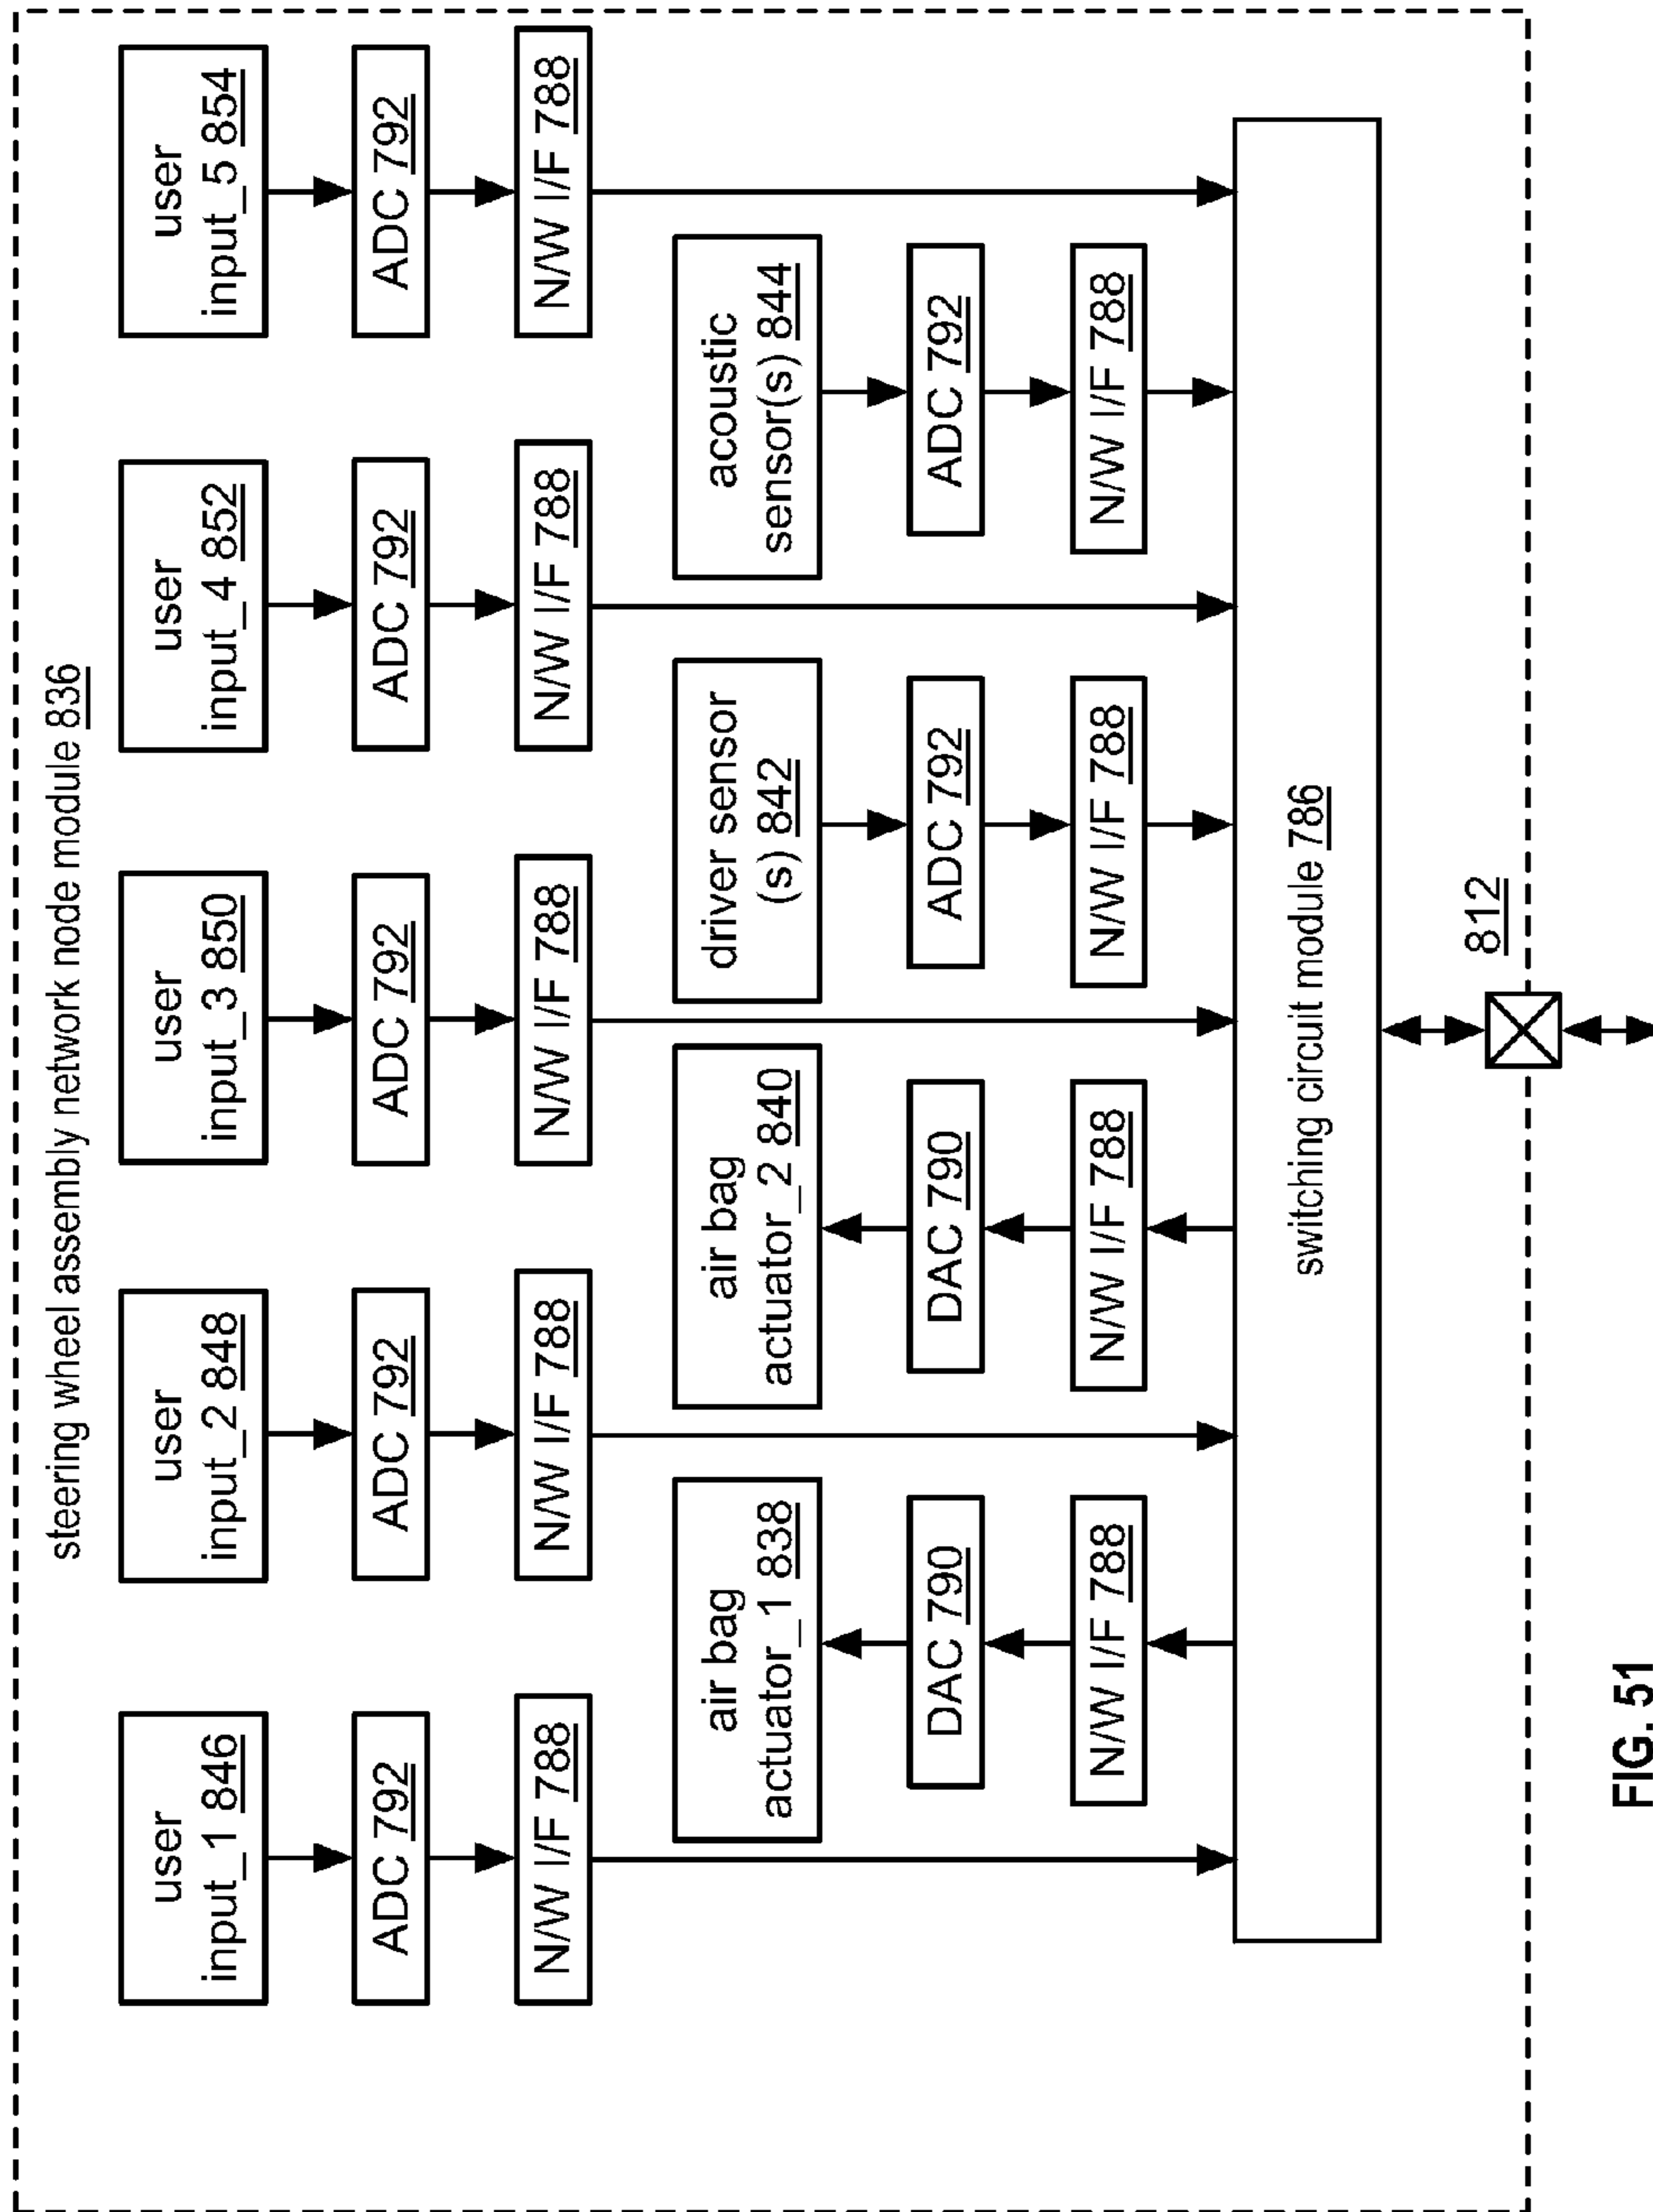 steering wheel assembly network node module 836
user
input_1 846
user
input_2 848
user
input_3 850
user
input_4 852
user
input_5 854
ADC 792
ADC 792
ADC 792
ADC 792
ADC 792
N/W I/F 788
N/W I/F 788
N/W I/F 788
N/W I/F 788
N/W I/F 788
air bag
actuator_1 838
air bag
actuator_2 840
driver sensor
(s) 842
acoustic
sensor(s) 844
DAC 790
DAC 790
ADC 792
ADC 792
N/W I/F 788
N/W I/F 788
N/W I/F 788
N/W I/F 788
switching circuit module 786
812
FIG. 51